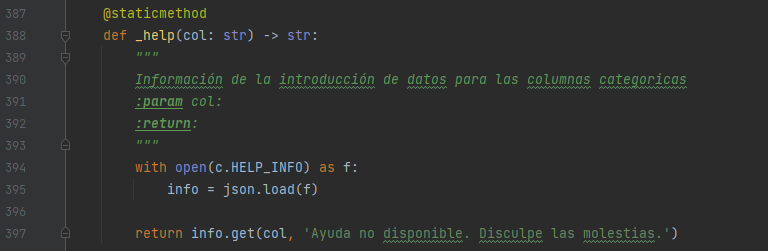 387 @staticmethod
388 def _help(col: str) -> str:
389 """
390 Información de la introducción de datos para las columnas categoricas
391 :param col:
392 :return:
393 """
394 with open(c.HELP_INFO) as f:
395 info = json.load(f)
396
397 return info.get(col, 'Ayuda no disponible. Disculpe las molestias.')